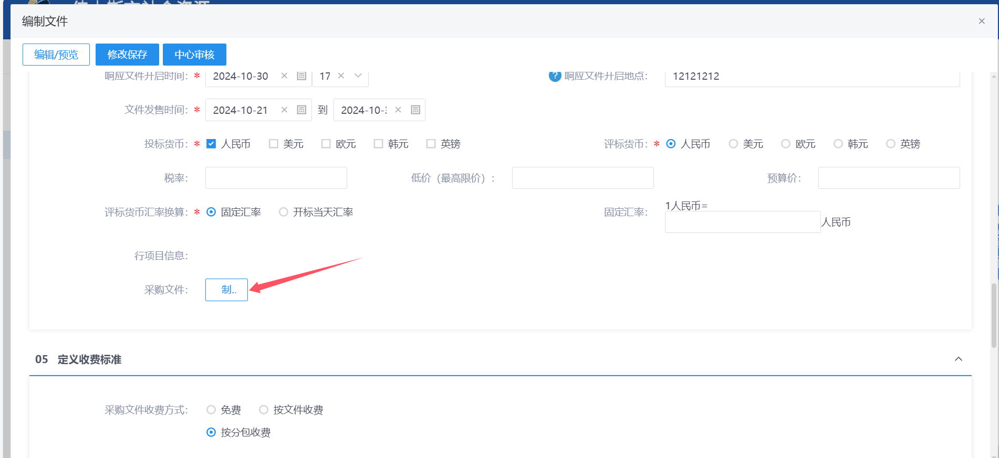 编制文件
编辑/预览 修改保存 中心审核
响应文件开启时间: * 2024-10-30 17 响应文件开启地点: 12121212
文件发售时间: * 2024-10-21 到 2024-10-
投标货币: * 人民币 美元 欧元 韩元 英镑 评标货币: * 人民币 美元 欧元 韩元 英镑
税率: 低价（最高限价）: 预算价:
评标货币汇率换算: * 固定汇率 开标当天汇率 固定汇率: 1人民币=
人民币
行项目信息:
采购文件: 制..
05 定义收费标准
采购文件收费方式: 免费 按文件收费
按分包收费